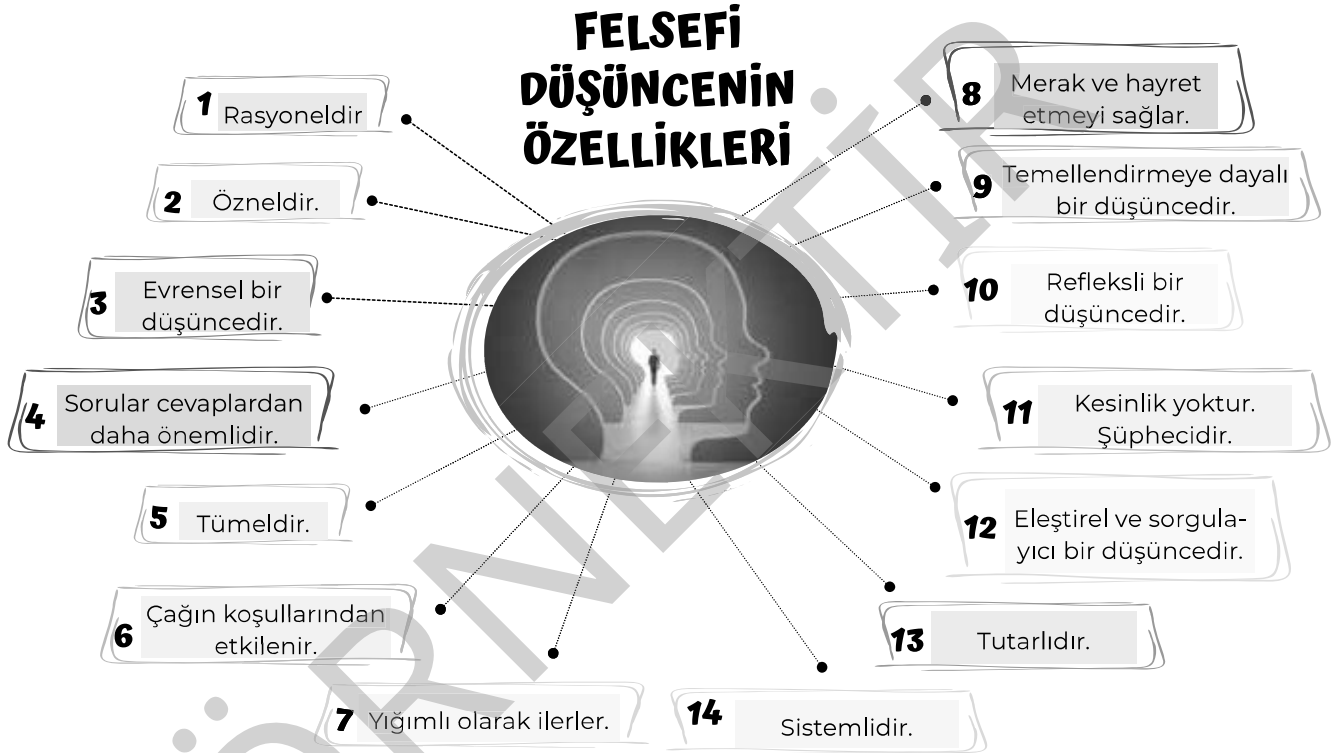 FELSEFİ
DÜŞÜNCENİN
ÖZELLİKLERİ
1 Rasyoneldir
2 Özneldir.
3 Evrensel bir
düşüncedir.
4 Sorular cevaplardan
daha önemlidir.
5 Tümeldir.
6 Çağın koşullarından
etkilenir.
7 Yığımlı olarak ilerler.
8 Merak ve hayret
etmeyi sağlar.
9 Temellendirmeye dayalı
bir düşüncedir.
10 Refleksli bir
düşüncedir.
11 Kesinlik yoktur.
Şüphecidir.
12 Eleştirel ve sorgula-
yıcı bir düşüncedir.
13 Tutarlıdır.
14 Sistemlidir.
ÖRNEKTİR